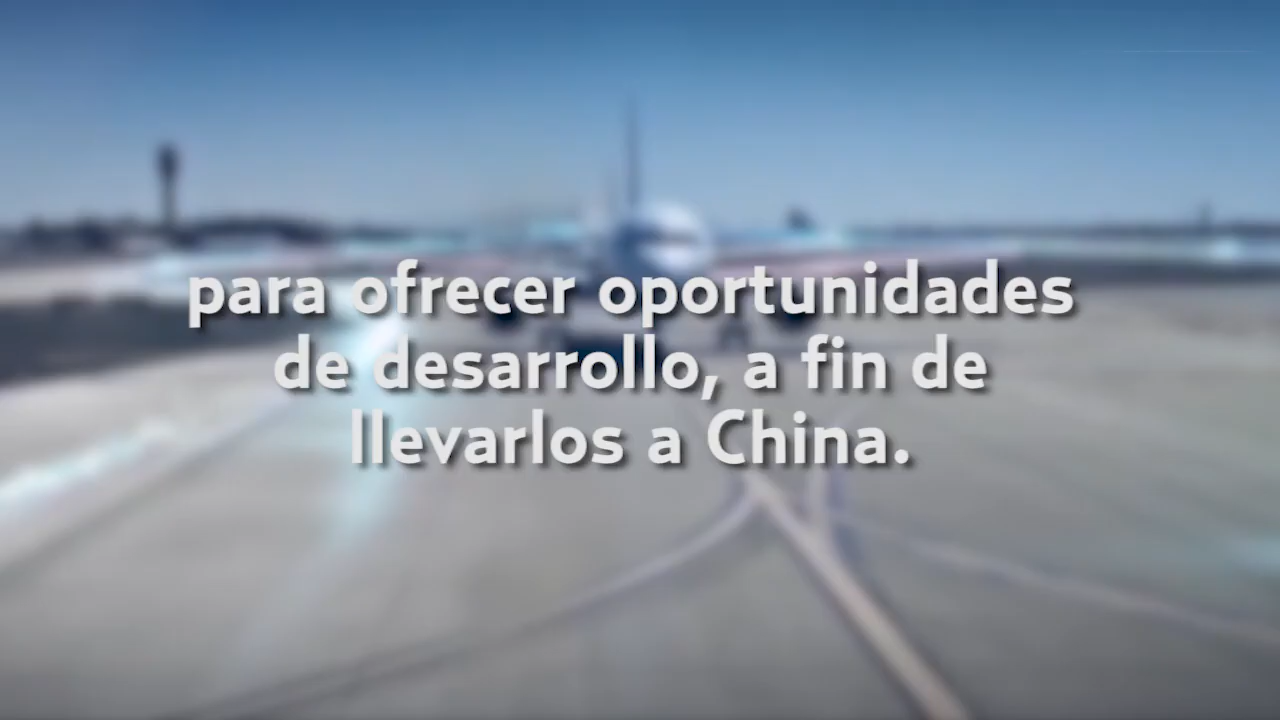 para ofrecer oportunidades
de desarrollo, a fin de
llevarlos a China.